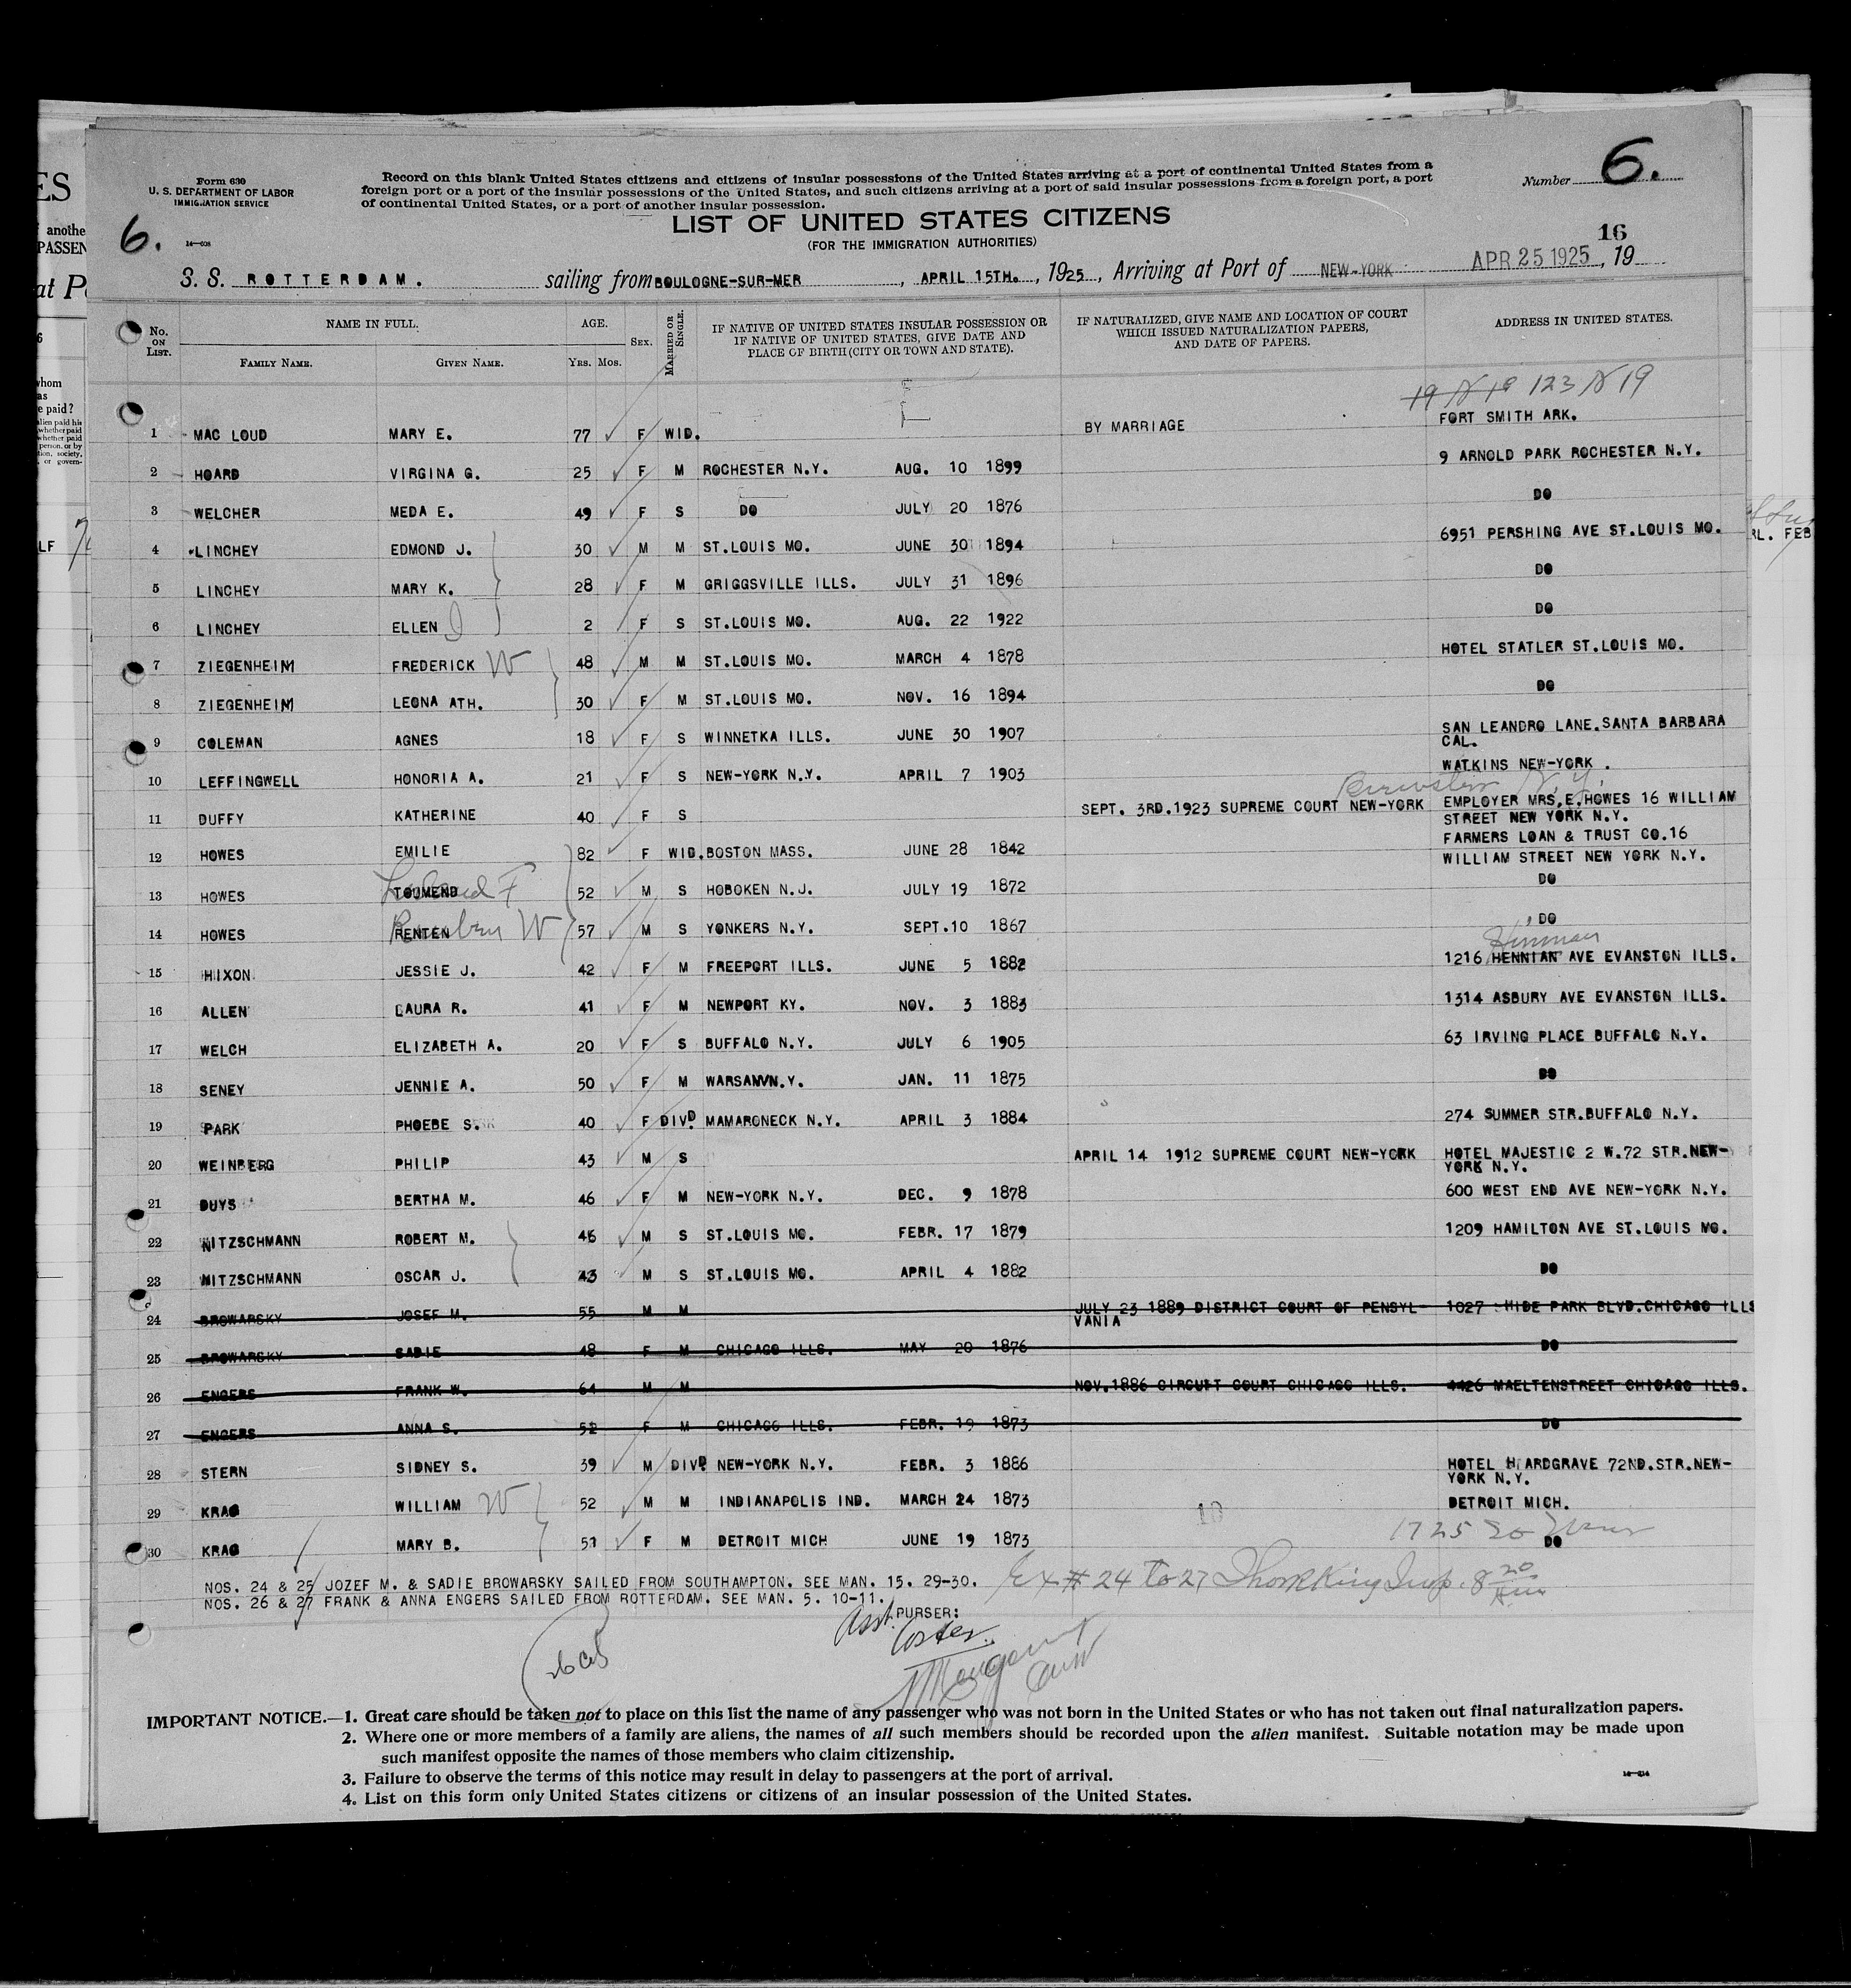 Form 630
U. S. DEPARTMENT OF LABOR
IMMIGRATION SERVICE
14—608
6.
Record on this blank United States citizens and citizens of insular possessions of the United States arriving at a port of continental United States from a
foreign port or a port of the insular possessions of the United States, and such citizens arriving at a port of said insular possessions from a foreign port, a port
of continental United States, or a port of another insular possession.
Number 6.
LIST OF UNITED STATES CITIZENS
(FOR THE IMMIGRATION AUTHORITIES)
16
S. S. ROTTERDAM. sailing from BOULOGNE-SUR-MER, APRIL 15TH., 1925, Arriving at Port of NEW-YORK APR 25 1925, 19
No. ON LIST. NAME IN FULL. FAMILY NAME. GIVEN NAME. AGE. YRS. MOS. SEX. MARRIED OR SINGLE. IF NATIVE OF UNITED STATES INSULAR POSSESSION OR IF NATIVE OF UNITED STATES, GIVE DATE AND PLACE OF BIRTH (CITY OR TOWN AND STATE). IF NATURALIZED, GIVE NAME AND LOCATION OF COURT WHICH ISSUED NATURALIZATION PAPERS, AND DATE OF PAPERS. ADDRESS IN UNITED STATES.
1 MAC LOUD MARY E. 77 F WID. BY MARRIAGE FORT SMITH ARK.
2 HOARD VIRGINA G. 25 F M ROCHESTER N.Y. AUG. 10 1899 9 ARNOLD PARK ROCHESTER N.Y.
3 WELCHER MEDA E. 49 F S DO JULY 20 1876 DO
4 LINCHEY EDMOND J. 30 M M ST.LOUIS MO. JUNE 30 1894 6951 PERSHING AVE ST.LOUIS MO.
5 LINCHEY MARY K. 28 F M GRIGGSVILLE ILLS. JULY 31 1896 DO
6 LINCHEY ELLEN 2 F S ST.LOUIS MO. AUG. 22 1922 DO
7 ZIEGENHEIM FREDERICK W 48 M M ST.LOUIS MO. MARCH 4 1878 HOTEL STATLER ST.LOUIS MO.
8 ZIEGENHEIM LEONA ATH. 30 F M ST.LOUIS MO. NOV. 16 1894 DO
9 COLEMAN AGNES 18 F S WINNETKA ILLS. JUNE 30 1907 SAN LEANDRO LANE.SANTA BARBARA
CAL.
10 LEFFINGWELL HONORIA A. 21 F S NEW-YORK N.Y. APRIL 7 1903 WATKINS NEW-YORK .
Brewster N.Y.
11 DUFFY KATHERINE 40 F S SEPT. 3RD.1923 SUPREME COURT NEW-YORK EMPLOYER MRS.E.HOWES 16 WILLIAM
STREET NEW YORK N.Y.
12 HOWES EMILIE 82 F WID. BOSTON MASS. JUNE 28 1842 FARMERS LOAN & TRUST CO.16
WILLIAM STREET NEW YORK N.Y.
13 HOWES TOUMEND 52 M S HOBOKEN N.J. JULY 19 1872 DO
14 HOWES RENTEN Reuben W 57 M S YONKERS N.Y. SEPT.10 1867 DO
Hinman
15 HIXON JESSIE J. 42 F M FREEPORT ILLS. JUNE 5 1882 1216 HENNIAN AVE EVANSTON ILLS.
16 ALLEN LAURA R. 41 F M NEWPORT KY. NOV. 3 1883 1314 ASBURY AVE EVANSTON ILLS.
17 WELCH ELIZABETH A. 20 F S BUFFALO N.Y. JULY 6 1905 63 IRVING PLACE BUFFALO N.Y.
18 SENEY JENNIE A. 50 F M WARSAW N.Y. JAN. 11 1875 DO
19 PARK PHOEBE S. 40 F DIVD. MAMARONECK N.Y. APRIL 3 1884 274 SUMMER STR.BUFFALO N.Y.
20 WEINBERG PHILIP 43 M S APRIL 14 1912 SUPREME COURT NEW-YORK HOTEL MAJESTIC 2 W.72 STR.NEW-
YORK N.Y.
21 DUYS BERTHA M. 46 F M NEW-YORK N.Y. DEC. 9 1878 600 WEST END AVE NEW-YORK N.Y.
22 NITZSCHMANN ROBERT M. 46 M S ST.LOUIS MO. FEBR. 17 1879 1209 HAMILTON AVE ST.LOUIS MO.
23 NITZSCHMANN OSCAR J. 43 M S ST.LOUIS MO. APRIL 4 1882 DO
24 BROWARSKY JOSEF M. 55 M M JULY 23 1889 DISTRICT COURT OF PENSYL- 1027 HIDE PARK BLVD.CHICAGO ILLS
VANIA
25 BROWARSKY SADIE 48 F M CHICAGO ILLS. MAY 20 1876 DO
26 ENGERS FRANK W. 64 M M NOV.1886 CIRCUIT COURT CHICAGO ILLS. 4426 MAELTENSTREET CHICAGO ILLS.
27 ENGERS ANNA S. 52 F M CHICAGO ILLS. FEBR. 19 1873 DO
28 STERN SIDNEY S. 39 M DIVD. NEW-YORK N.Y. FEBR. 3 1886 HOTEL HARDGRAVE 72ND.STR.NEW-
YORK N.Y.
29 KRAG WILLIAM W 52 M M INDIANAPOLIS IND. MARCH 24 1873 DETROIT MICH.
10
30 KRAG MARY B. 51 F M DETROIT MICH JUNE 19 1873 DO
NOS. 24 & 25 JOZEF M. & SADIE BROWARSKY SAILED FROM SOUTHAMPTON. SEE MAN. 15. 29-30.
NOS. 26 & 27 FRANK & ANNA ENGERS SAILED FROM ROTTERDAM. SEE MAN. 5. 10-11.
Ex # 24 to 27
Asst. PURSER:
IMPORTANT NOTICE.—1. Great care should be taken not to place on this list the name of any passenger who was not born in the United States or who has not taken out final naturalization papers.
2. Where one or more members of a family are aliens, the names of all such members should be recorded upon the alien manifest. Suitable notation may be made upon
such manifest opposite the names of those members who claim citizenship.
3. Failure to observe the terms of this notice may result in delay to passengers at the port of arrival.
4. List on this form only United States citizens or citizens of an insular possession of the United States.